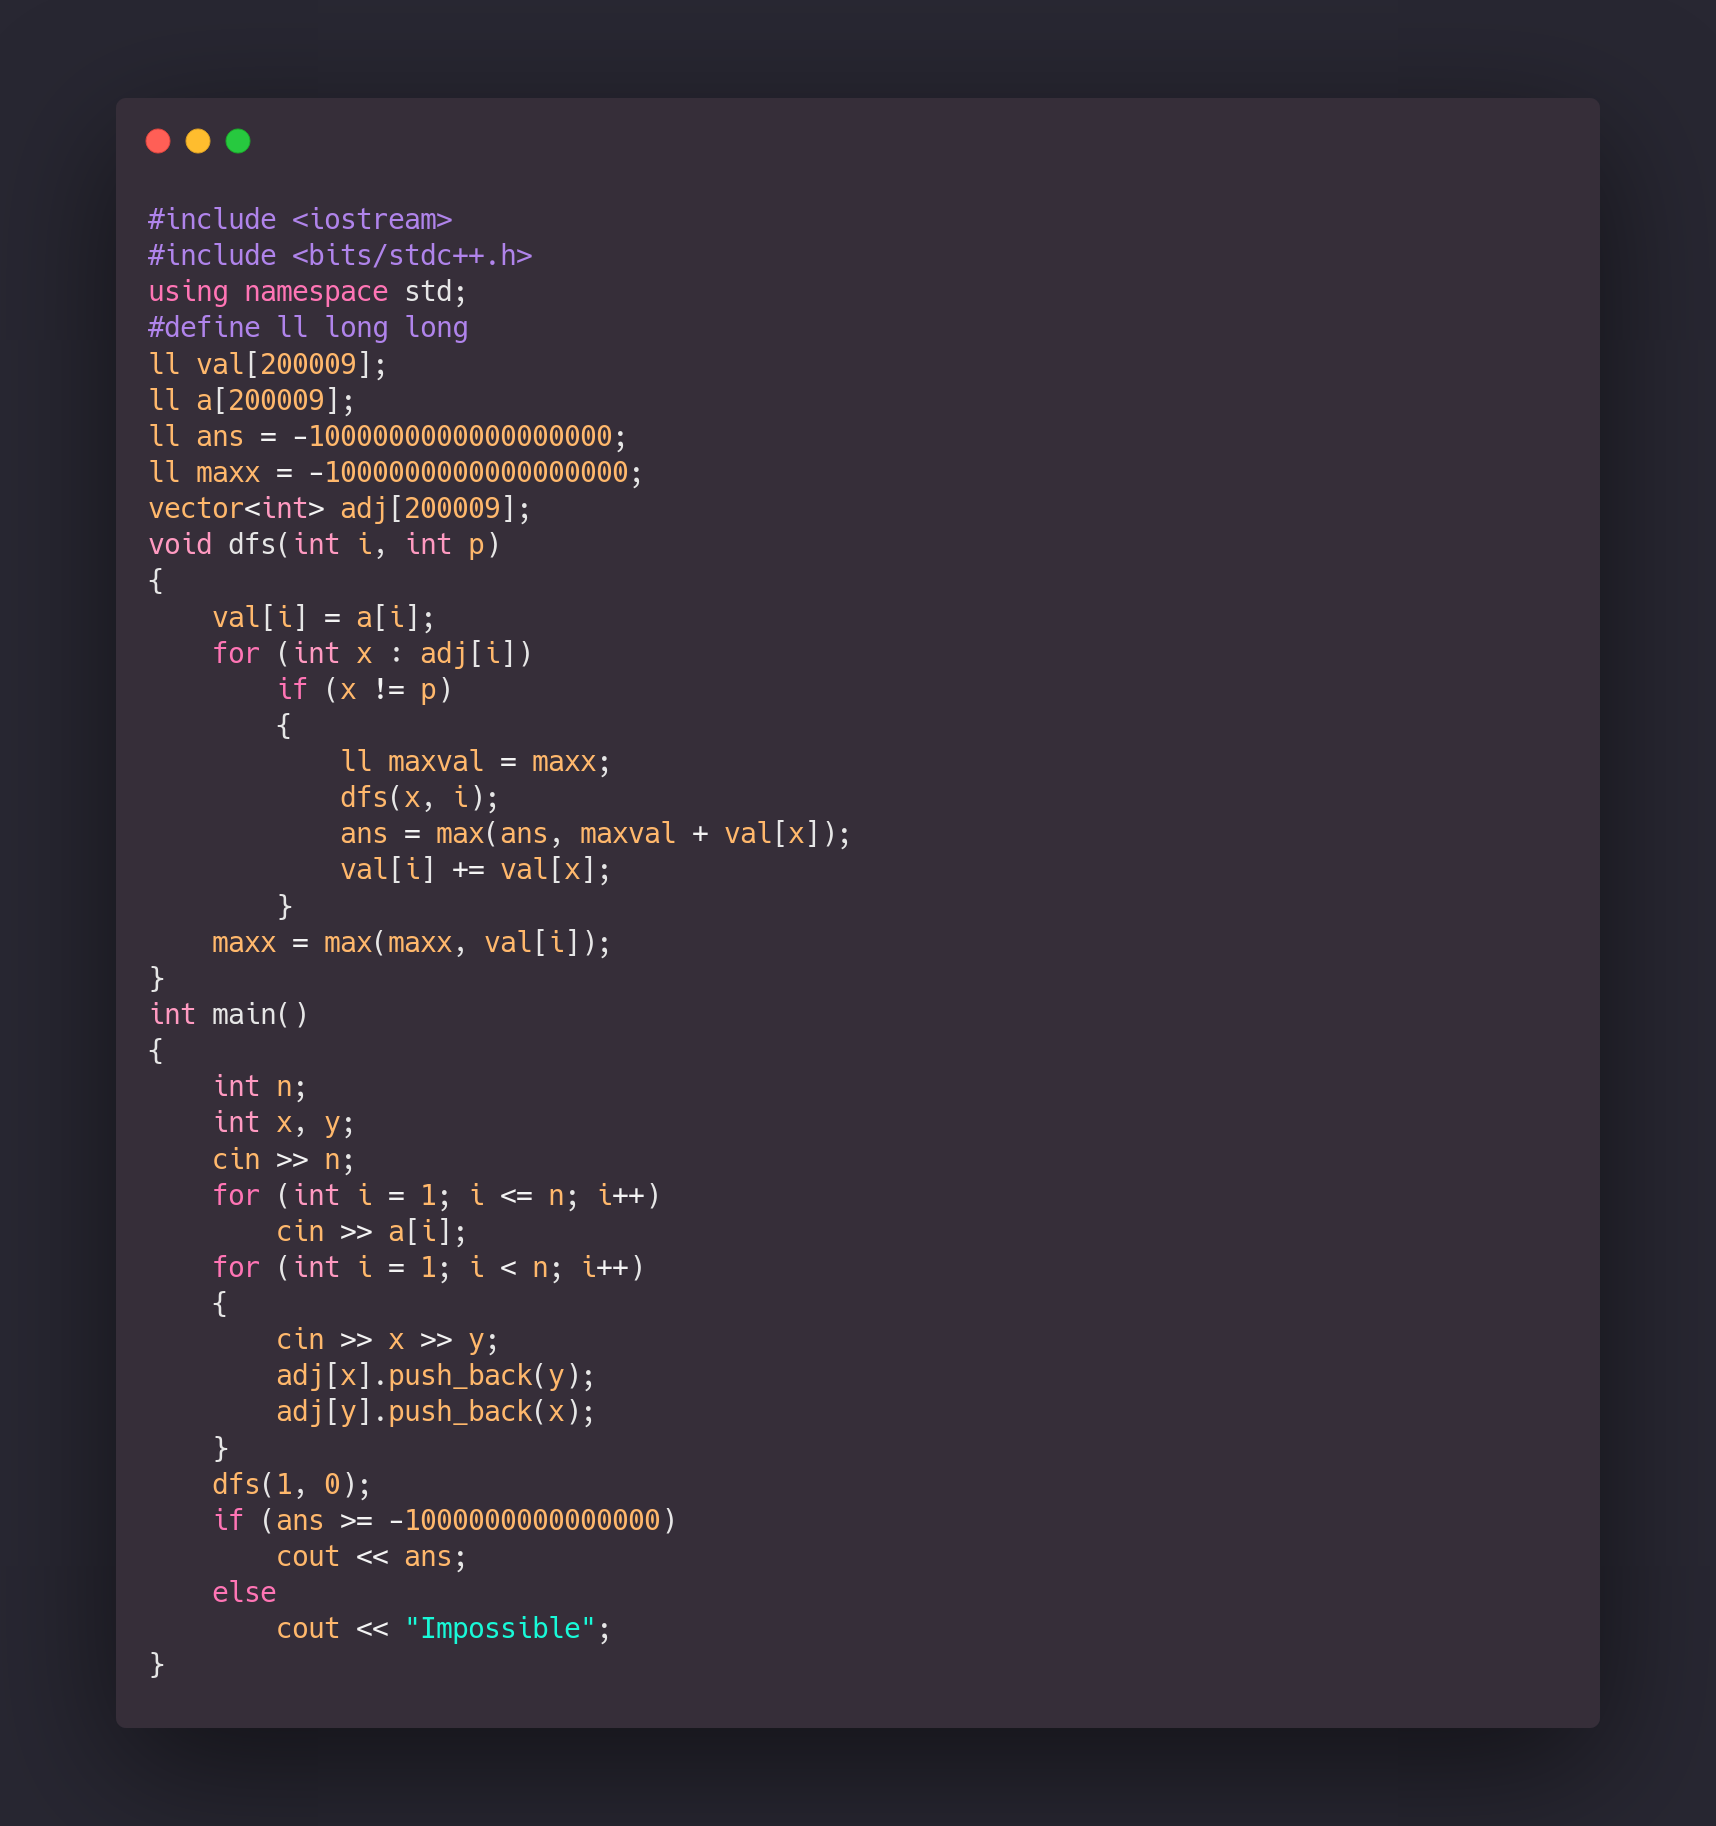 #include <iostream>
#include <bits/stdc++.h>
using namespace std;
#define ll long long
ll val[200009];
ll a[200009];
ll ans = -1000000000000000000;
ll maxx = -1000000000000000000;
vector<int> adj[200009];
void dfs(int i, int p)
{
    val[i] = a[i];
    for (int x : adj[i])
        if (x != p)
        {
            ll maxval = maxx;
            dfs(x, i);
            ans = max(ans, maxval + val[x]);
            val[i] += val[x];
        }
    maxx = max(maxx, val[i]);
}
int main()
{
    int n;
    int x, y;
    cin >> n;
    for (int i = 1; i <= n; i++)
        cin >> a[i];
    for (int i = 1; i < n; i++)
    {
        cin >> x >> y;
        adj[x].push_back(y);
        adj[y].push_back(x);
    }
    dfs(1, 0);
    if (ans >= -1000000000000000)
        cout << ans;
    else
        cout << "Impossible";
}